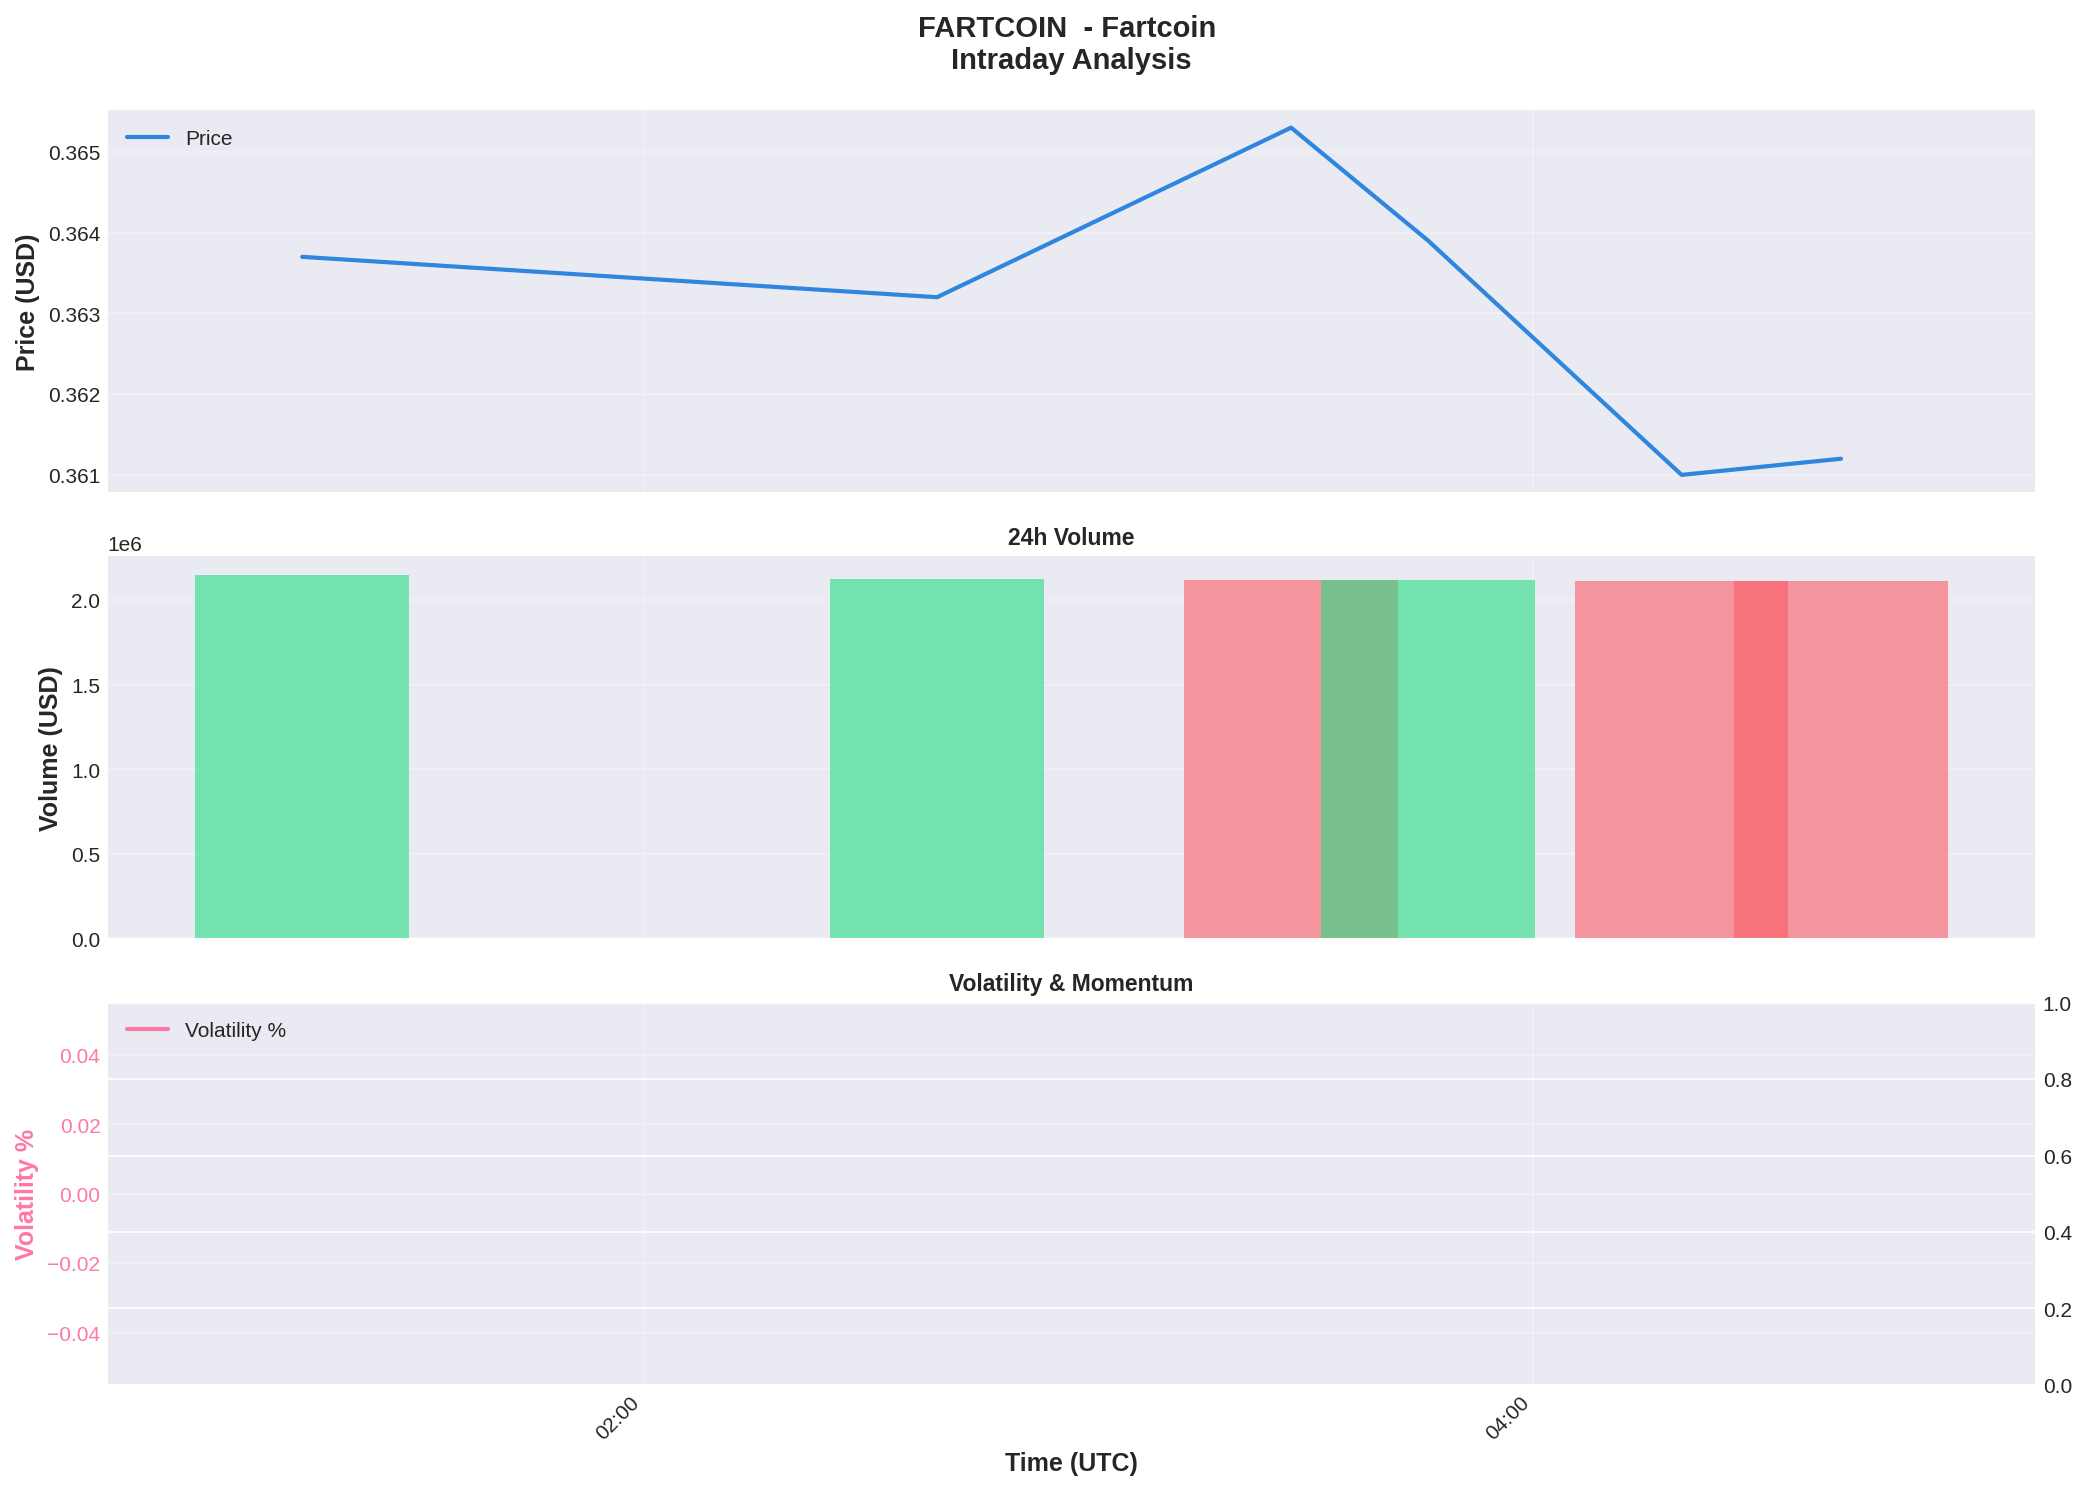 FARTCOIN  - Fartcoin
Intraday Analysis
Price
0.365
0.364
0.363
0.362
0.361
Price (USD)
24h Volume
1e6
2.0
1.5
1.0
0.5
0.0
Volume (USD)
Volatility & Momentum
Volatility %
0.04
0.02
0.00
−0.02
−0.04
Volatility %
1.0
0.8
0.6
0.4
0.2
0.0
02:00
04:00
Time (UTC)